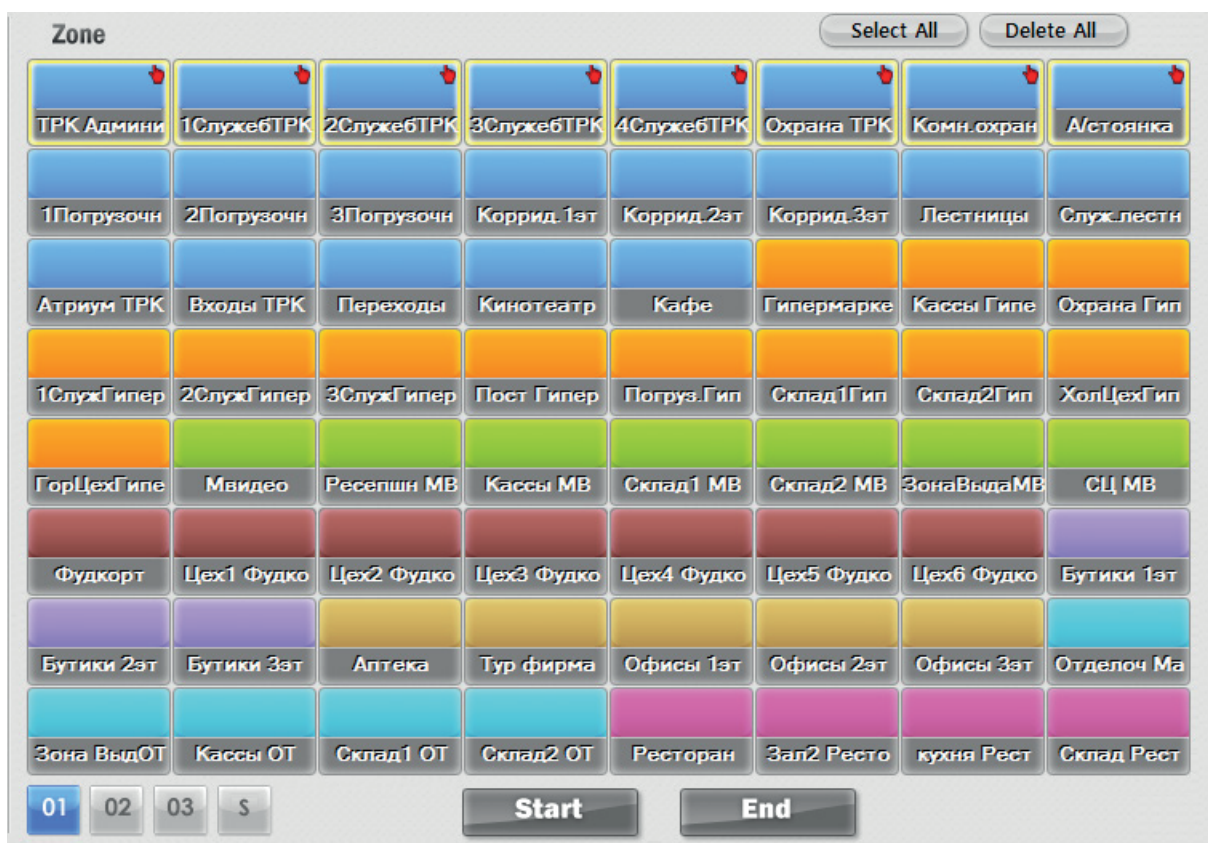 Zone Select All Delete All
ТРК Админи 1СлужебТРК 2СлужебТРК 3СлужебТРК 4СлужебТРК Охрана ТРК Комн.охран А/стоянка
1Погрузочн 2Погрузочн 3Погрузочн Коррид.1эт Коррид.2эт Коррид.3эт Лестницы Служ.лестн
Атриум ТРК Входы ТРК Переходы Кинотеатр Кафе Гипермарке Кассы Гипе Охрана Гип
1СлужГипер 2СлужГипер 3СлужГипер Пост Гипер Погруз.Гип Склад1Гип Склад2Гип ХолЦехГип
ГорЦехГипе Мвидео Ресепшн МВ Кассы МВ Склад1 МВ Склад2 МВ ЗонаВыдаМВ СЦ МВ
Фудкорт Цех1 Фудко Цех2 Фудко Цех3 Фудко Цех4 Фудко Цех5 Фудко Цех6 Фудко Бутики 1эт
Бутики 2эт Бутики 3эт Аптека Тур фирма Офисы 1эт Офисы 2эт Офисы 3эт Отделоч Ма
Зона ВыдОТ Кассы ОТ Склад1 ОТ Склад2 ОТ Ресторан Зал2 Ресто кухня Рест Склад Рест
01 02 03 S Start End